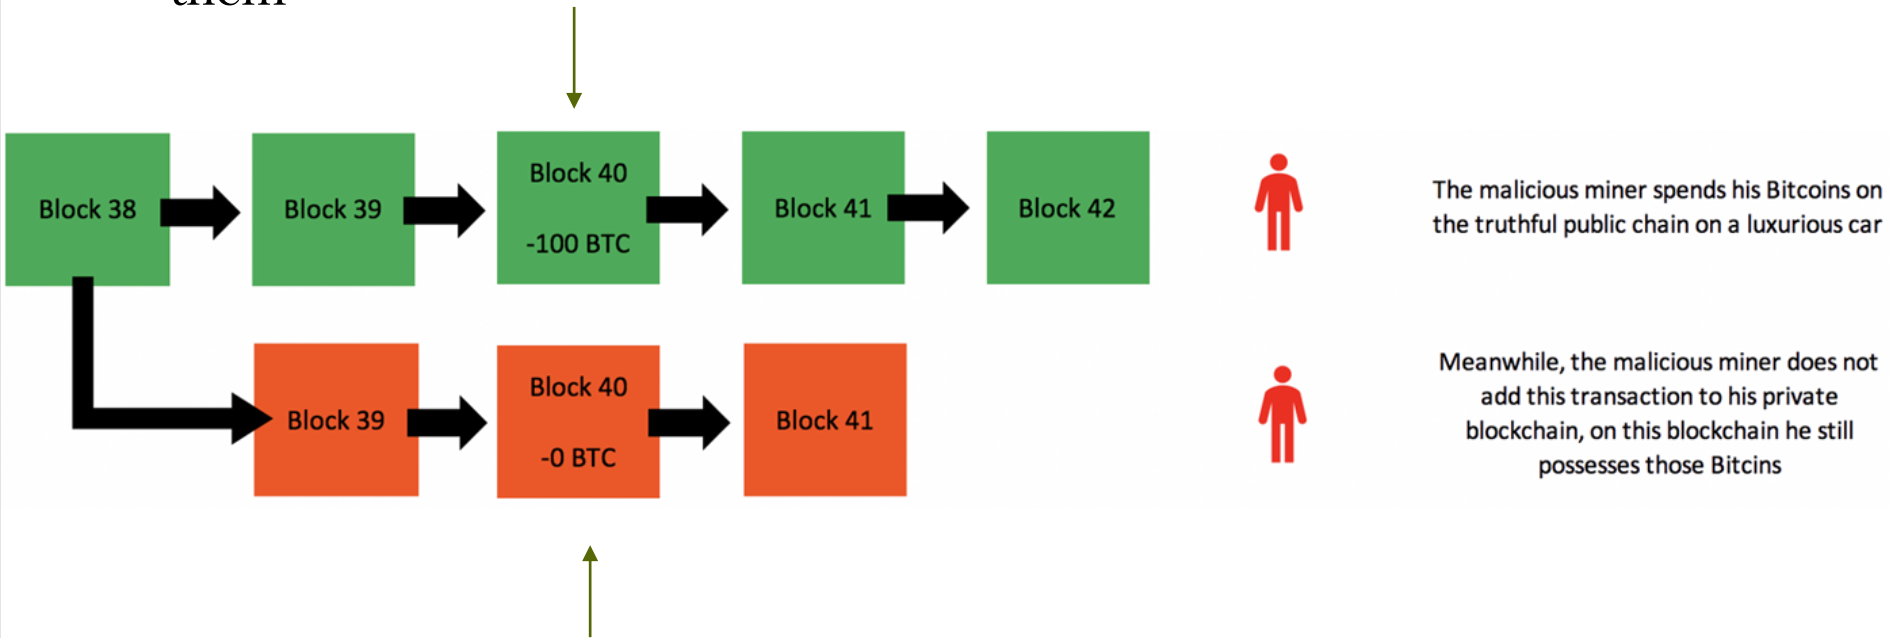 them
Block 38
Block 39
Block 40
-100 BTC
Block 41
Block 42
The malicious miner spends his Bitcoins on
the truthful public chain on a luxurious car
Block 39
Block 40
-0 BTC
Block 41
Meanwhile, the malicious miner does not
add this transaction to his private
blockchain, on this blockchain he still
possesses those Bitcins